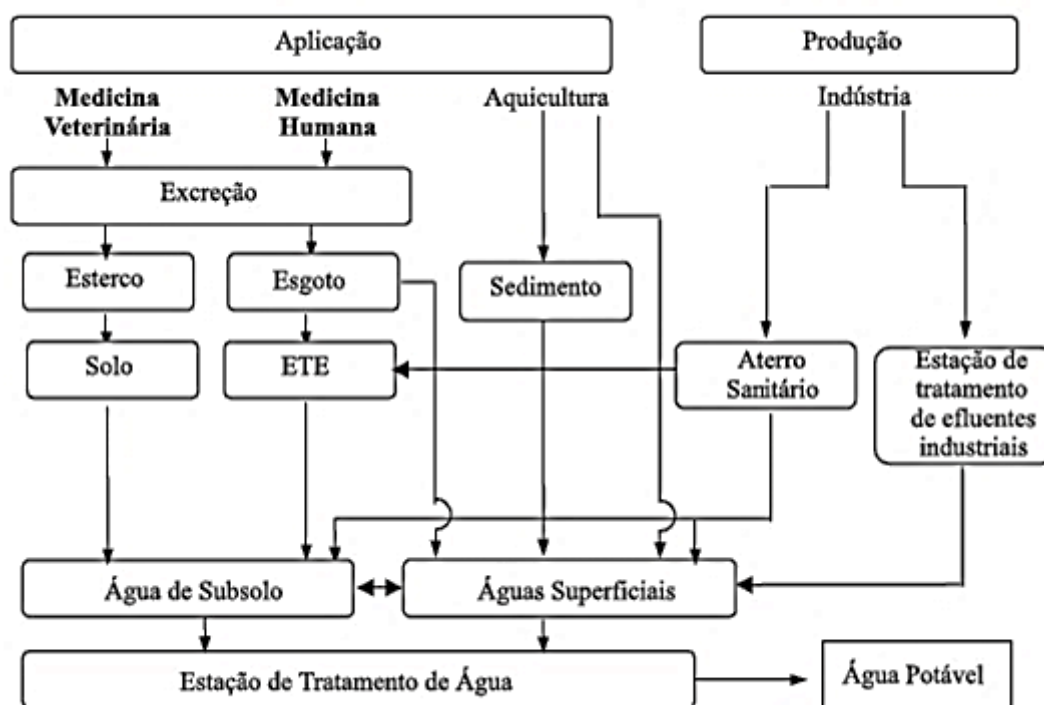 Aplicação
Produção
Medicina
Veterinária
Medicina
Humana
Aquicultura
Indústria
Excreção
Esterco
Esgoto
Sedimento
Solo
ETE
Aterro
Sanitário
Estação de
tratamento
de efluentes
industriais
Água de Subsolo
Águas Superficiais
Estação de Tratamento de Água
Água Potável